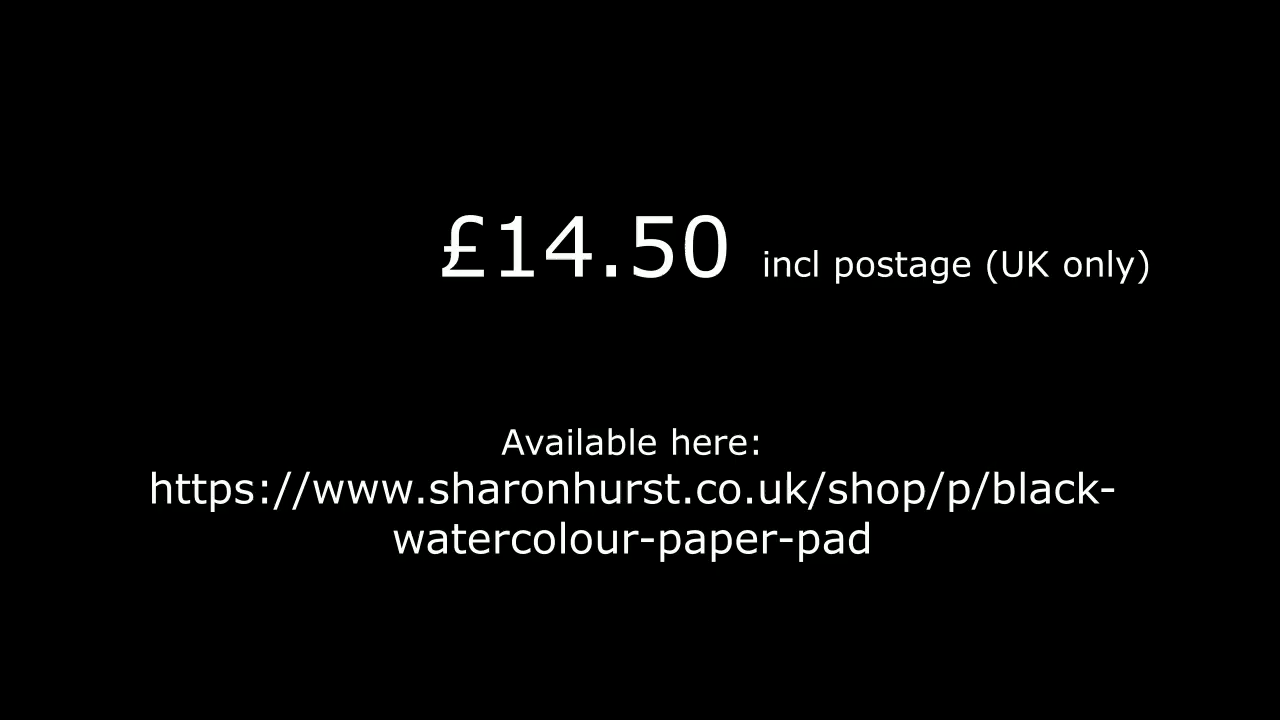 £14.50 incl postage (UK only)
Available here:
https://www.sharonhurst.co.uk/shop/p/black-
watercolour-paper-pad